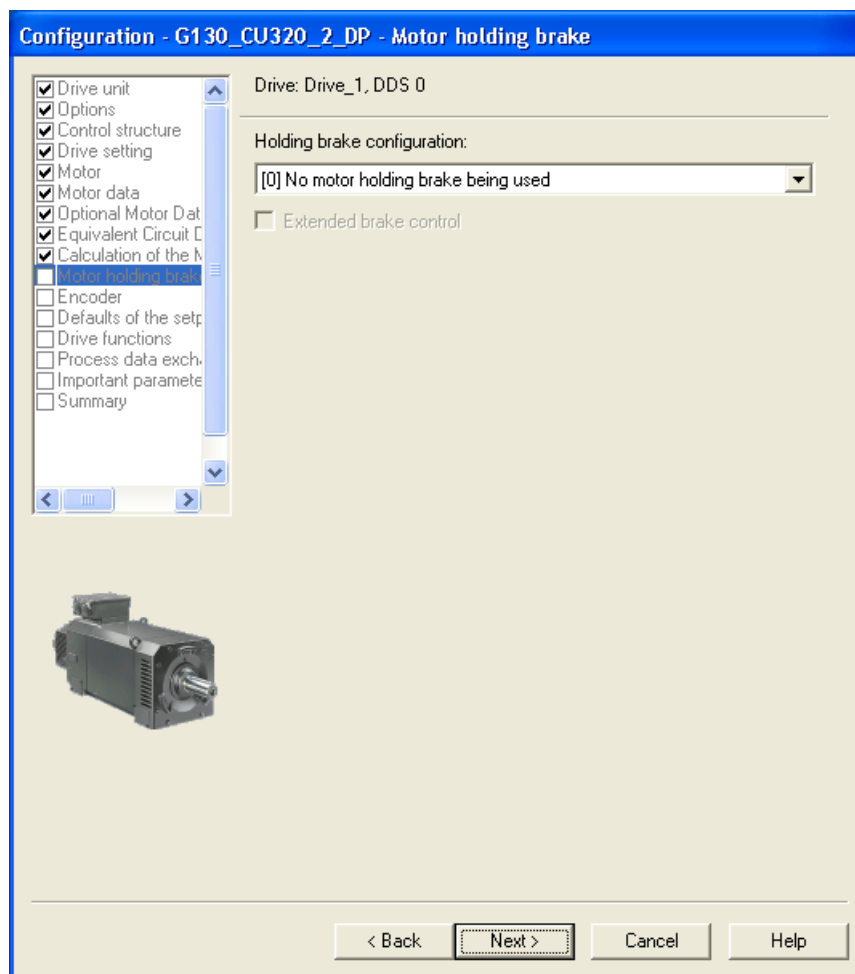 Configuration - G130_CU320_2_DP - Motor holding brake
Drive unit
Options
Control structure
Drive setting
Motor
Motor data
Optional Motor Dat
Equivalent Circuit D
Calculation of the M
Motor holding brake
Encoder
Defaults of the setp
Drive functions
Process data exch
Important paramete
Summary
Drive: Drive_1, DDS 0
Holding brake configuration:
[0] No motor holding brake being used
Extended brake control
< Back
Next >
Cancel
Help